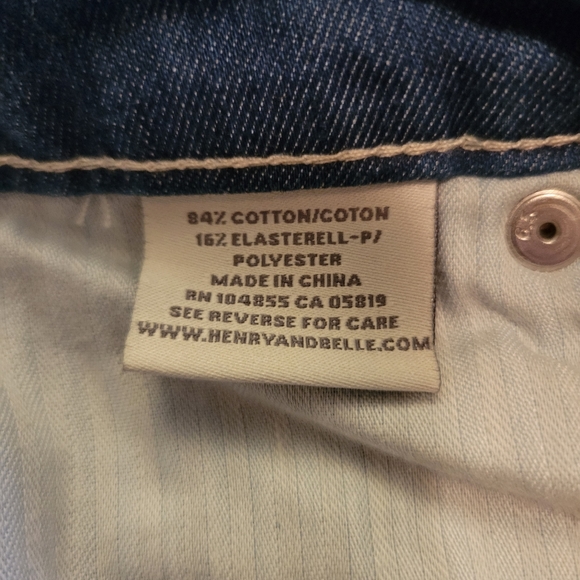 84% COTTON/COTON
16% ELASTERELL-P/
POLYESTER
MADE IN CHINA
RN 104855 CA 05819
SEE REVERSE FOR CARE
WWW.HENRYANDBELLE.COM